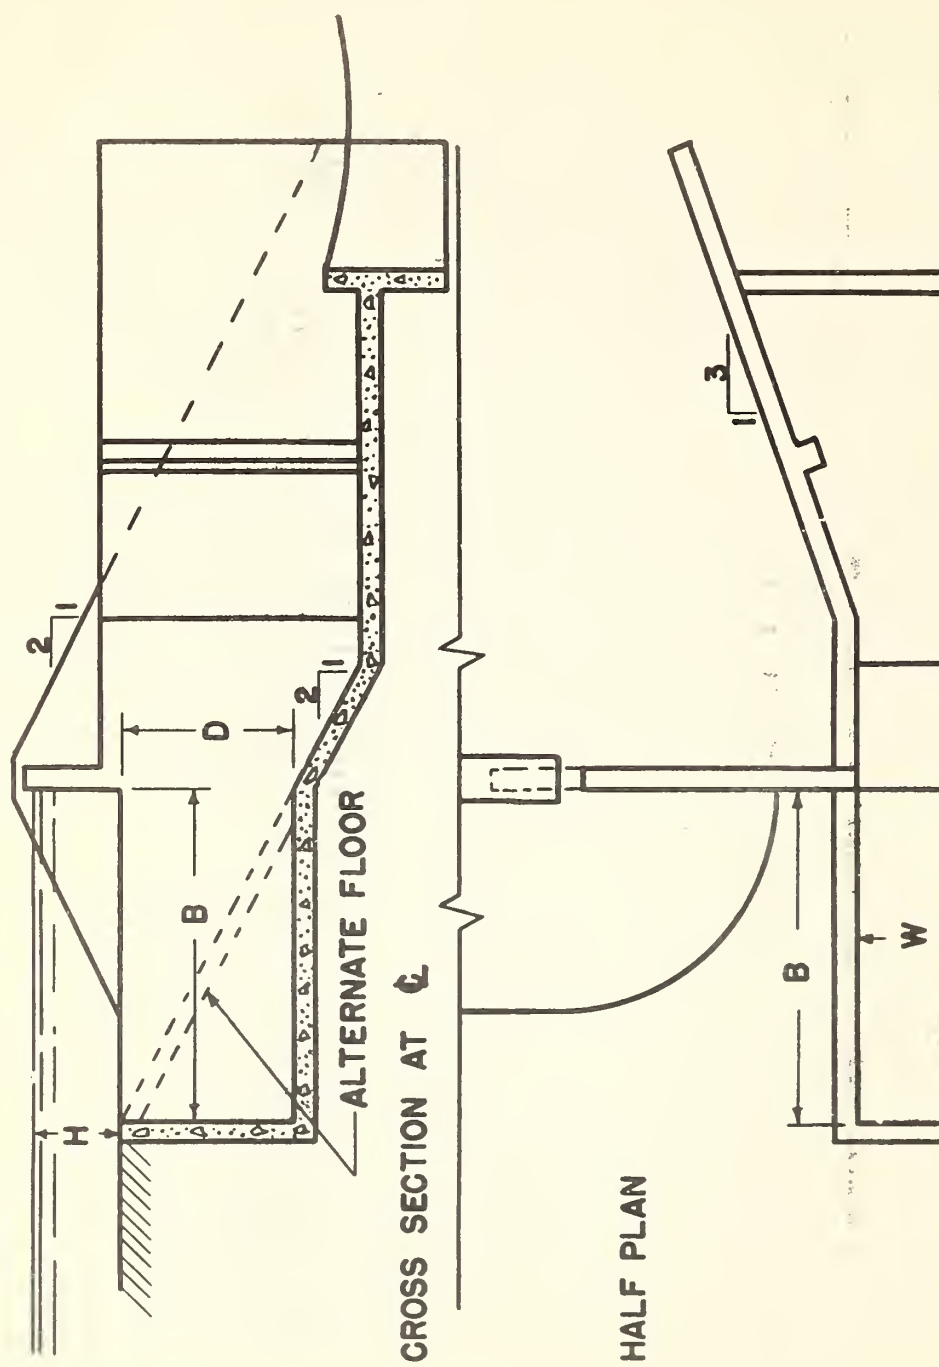 H
2
1
B
D
ALTERNATE FLOOR
2
1
CROSS SECTION AT ℄
HALF PLAN
B
W
1
3